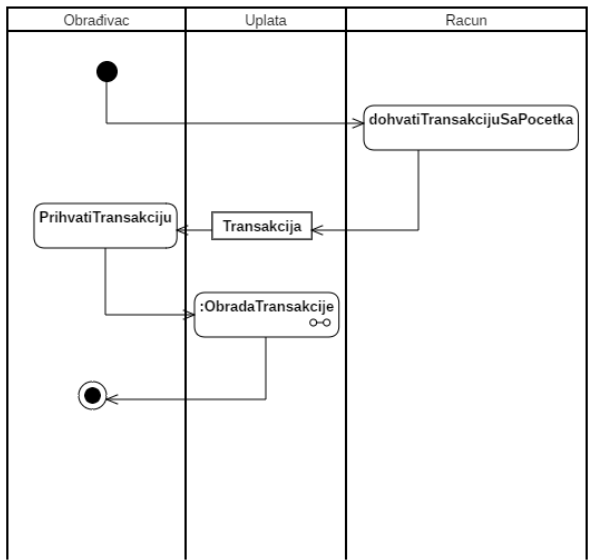 Obrađivac
Uplata
Racun
dohvatiTransakcijuSaPocetka
PrihvatiTransakciju
Transakcija
:ObradaTransakcije